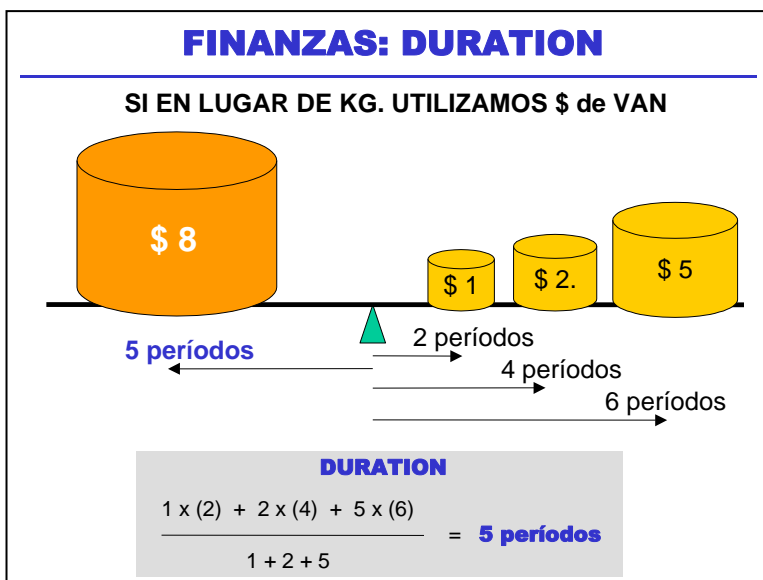 FINANZAS: DURATION
SI EN LUGAR DE KG. UTILIZAMOS $ de VAN
$ 8
$ 1
$ 2.
$ 5
2 períodos
5 períodos
4 períodos
6 períodos
DURATION
1 x (2) + 2 x (4) + 5 x (6)
= 5 períodos
1 + 2 + 5